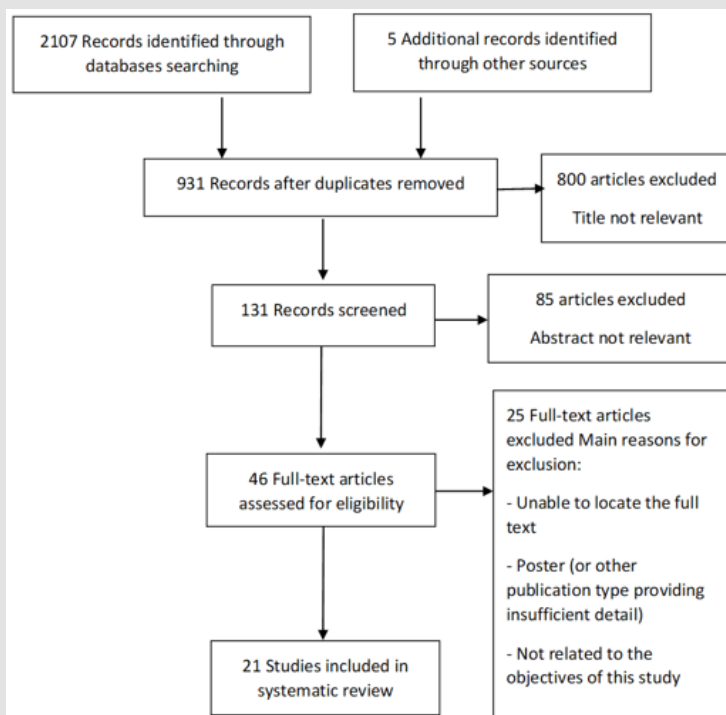 2107 Records identified through
databases searching
5 Additional records identified
through other sources
931 Records after duplicates removed
800 articles excluded
Title not relevant
131 Records screened
85 articles excluded
Abstract not relevant
46 Full-text articles
assessed for eligibility
25 Full-text articles
excluded Main reasons for
exclusion:
- Unable to locate the full
text
- Poster (or other
publication type providing
insufficient detail)
- Not related to the
objectives of this study
21 Studies included in
systematic review